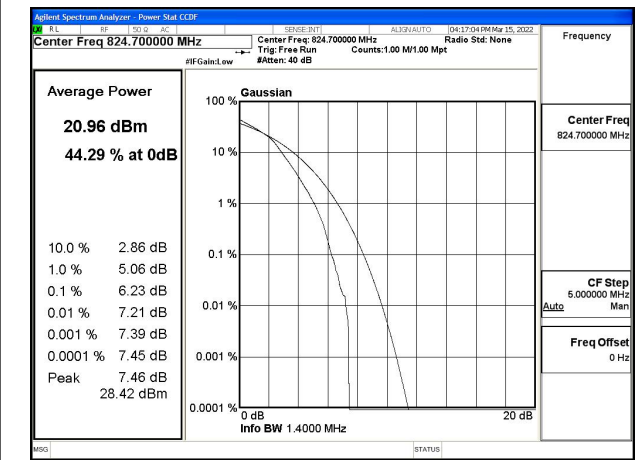 Agilent Spectrum Analyzer - Power Stat CCDF
LXI RL RF 50 Ω AC SENSE:INT ALIGN AUTO 04:17:04 PM Mar 15, 2022
Center Freq 824.700000 MHz
Center Freq: 824.700000 MHz Radio Std: None
Trig: Free Run Counts:1.00 M/1.00 Mpt
#IFGain:Low #Atten: 40 dB
Frequency
Average Power
20.96 dBm
44.29 % at 0dB
10.0 % 2.86 dB
1.0 % 5.06 dB
0.1 % 6.23 dB
0.01 % 7.21 dB
0.001 % 7.39 dB
0.0001 % 7.45 dB
Peak 7.46 dB
28.42 dBm
Gaussian
100 %
10 %
1 %
0.1 %
0.01 %
0.001 %
0.0001 %
0 dB 20 dB
Info BW 1.4000 MHz
Center Freq
824.700000 MHz
CF Step
5.000000 MHz
Auto Man
Freq Offset
0 Hz
MSG STATUS